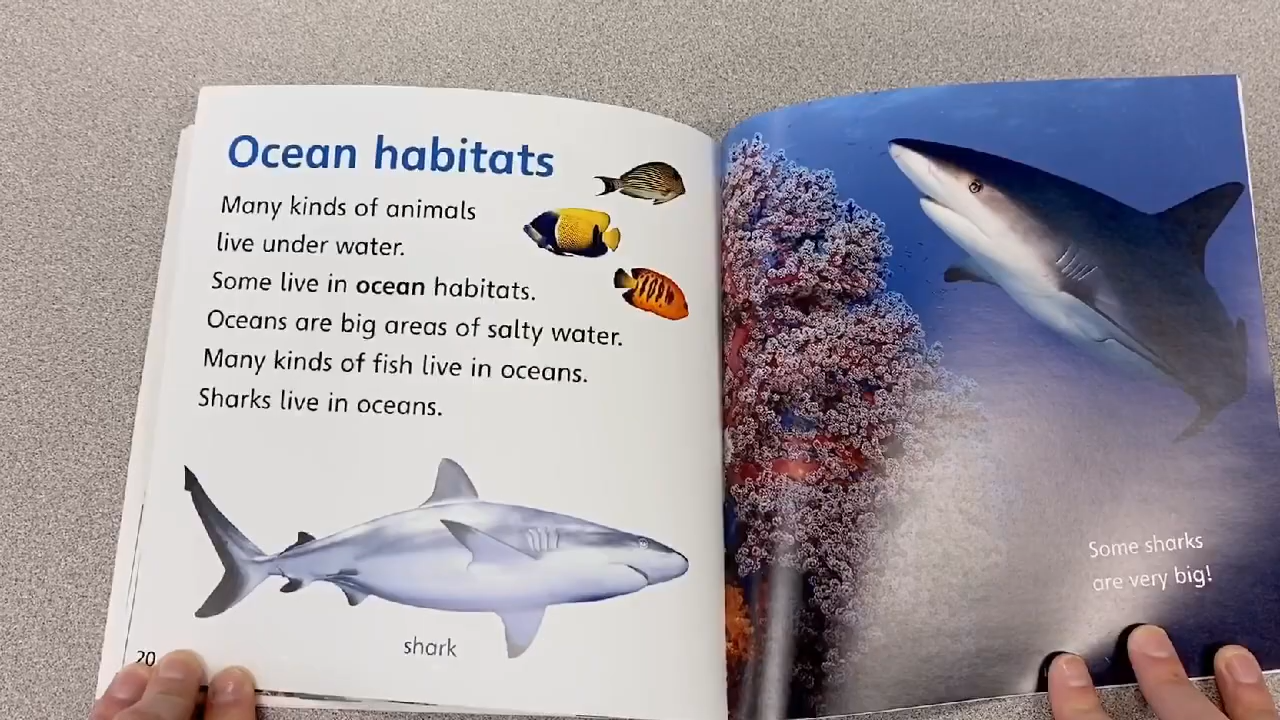 Ocean habitats
Many kinds of animals
live under water.
Some live in ocean habitats.
Oceans are big areas of salty water.
Many kinds of fish live in oceans.
Sharks live in oceans.
shark
20
Some sharks
are very big!